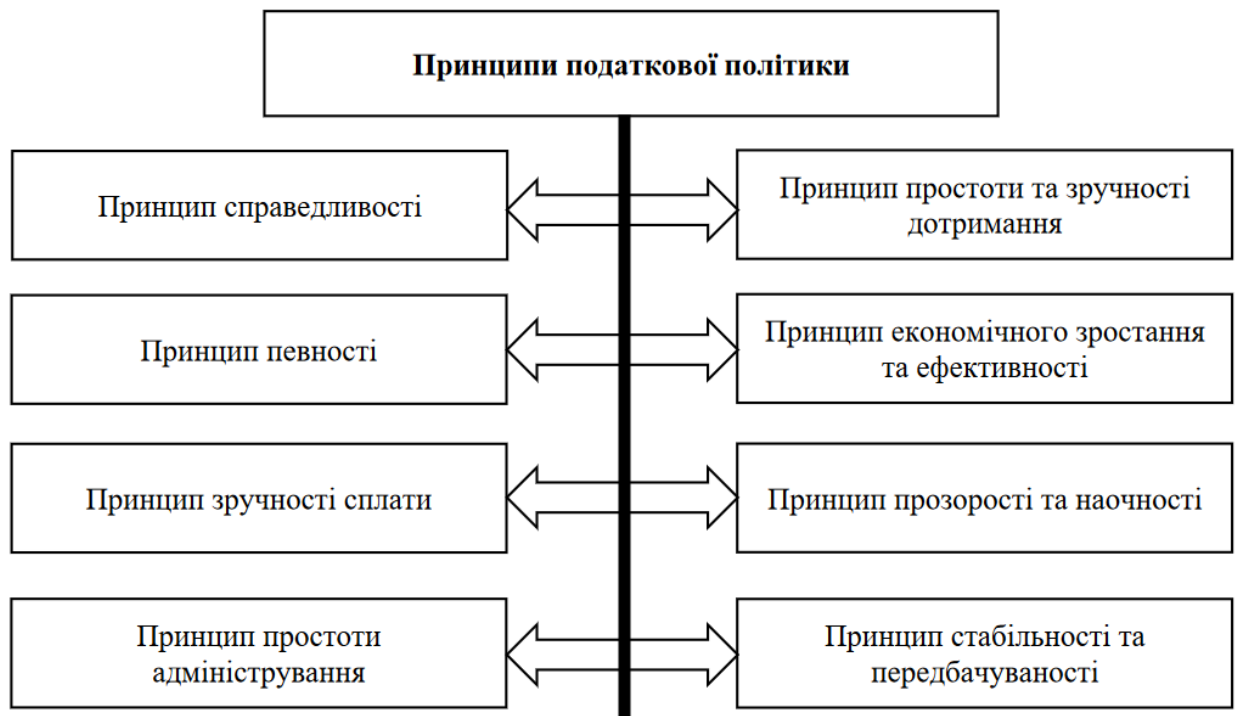 Принципи податкової політики
Принцип справедливості
Принцип простоти та зручності
дотримання
Принцип певності
Принцип економічного зростання
та ефективності
Принцип зручності сплати
Принцип прозорості та наочності
Принцип простоти
адміністрування
Принцип стабільності та
передбачуваності